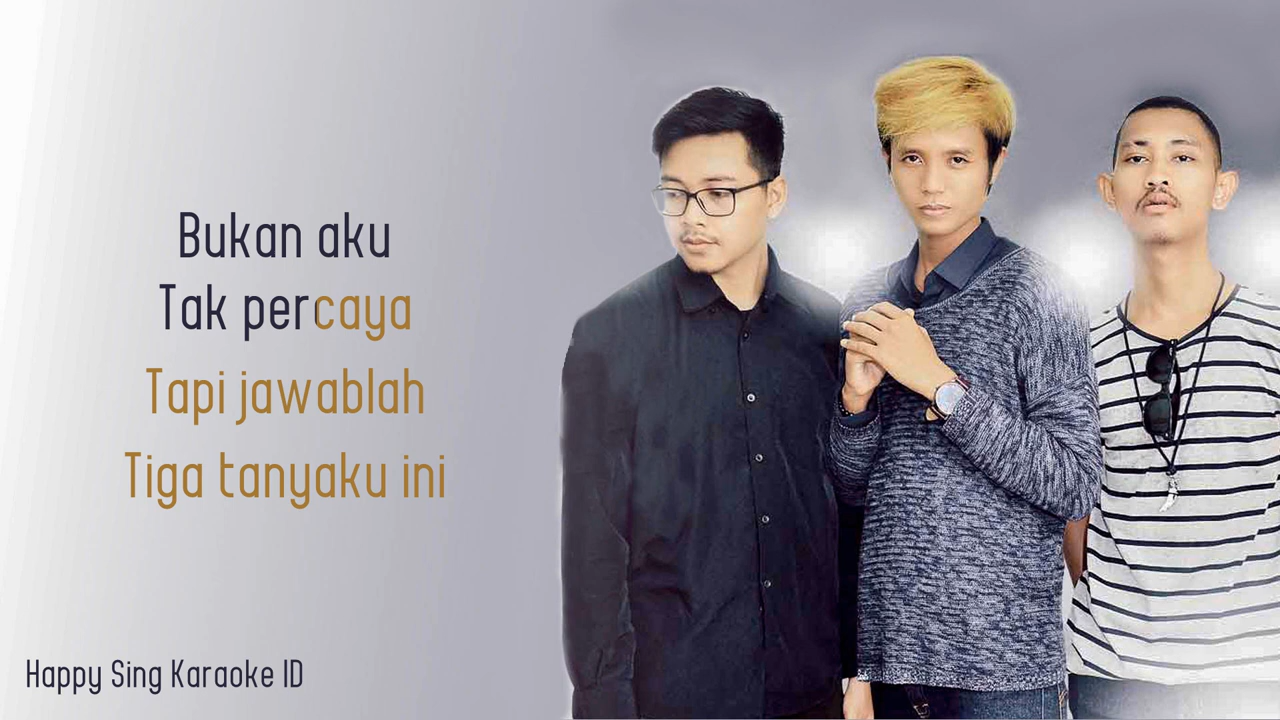 Bukan aku
Tak percaya
Tapi jawablah
Tiga tanyaku ini
Happy Sing Karaoke ID